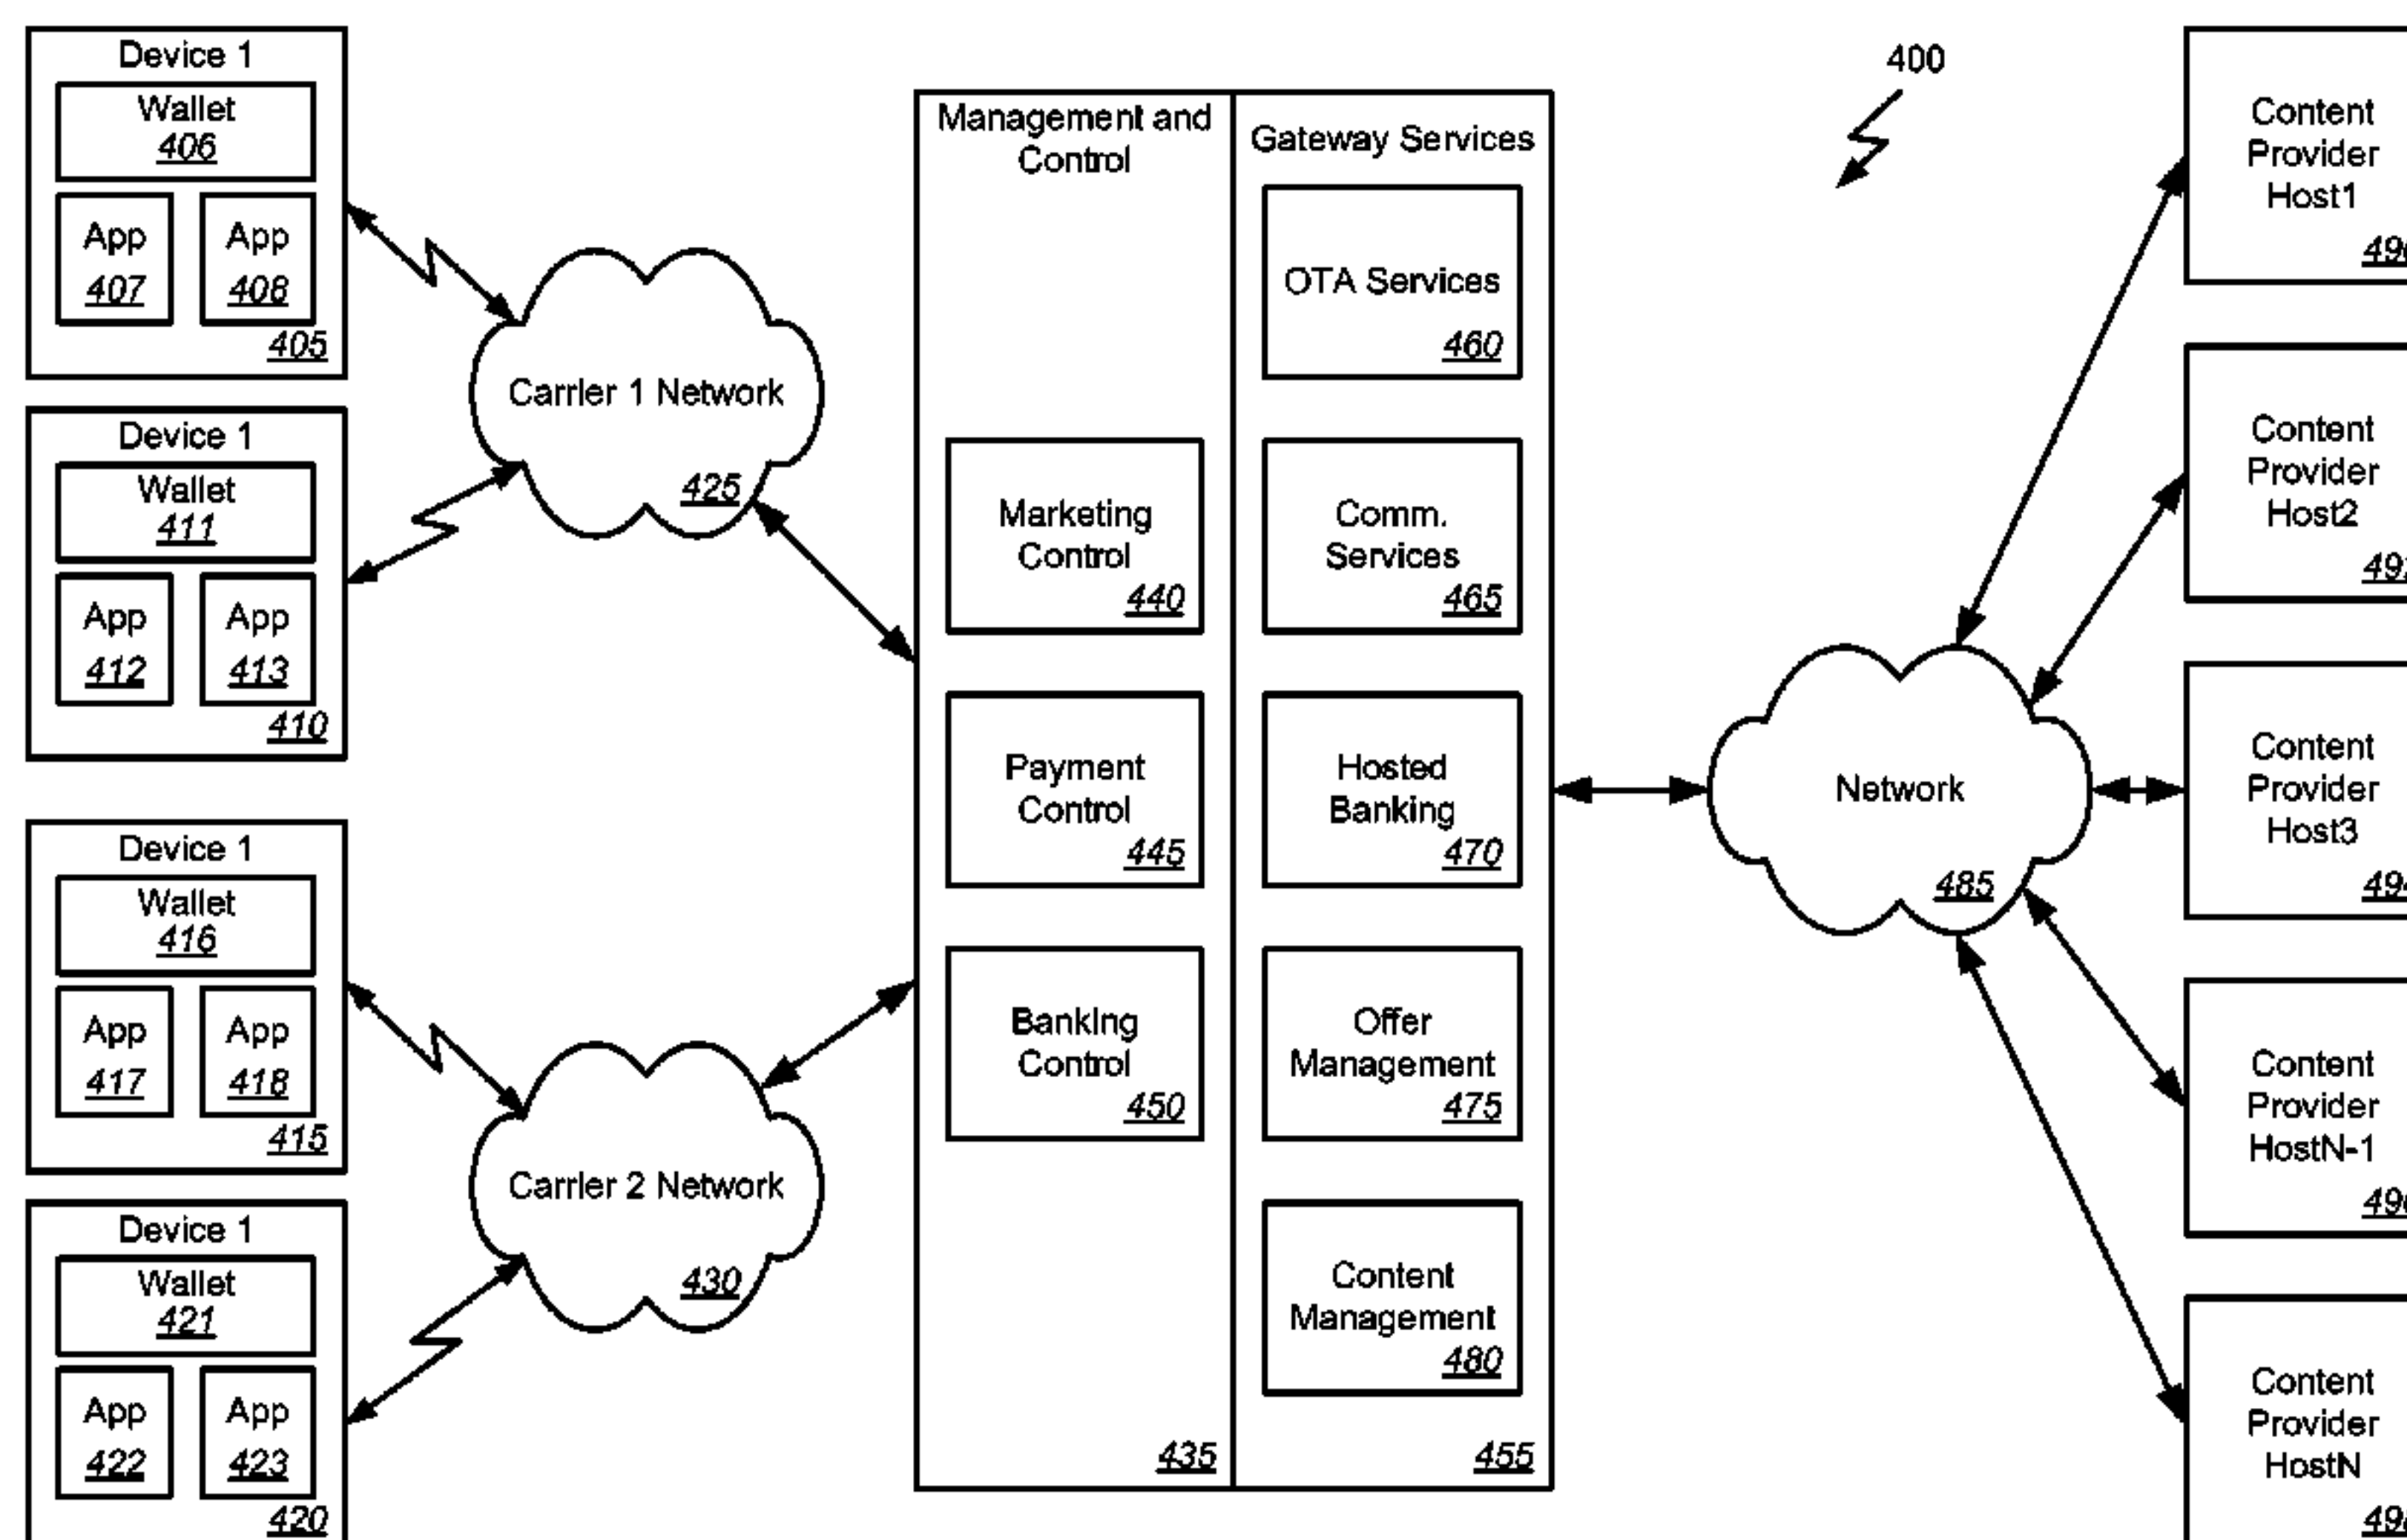 Device 1
Wallet
406
App
407
App
408
405
Device 1
Wallet
411
App
412
App
413
410
Device 1
Wallet
416
App
417
App
418
415
Device 1
Wallet
421
App
422
App
423
420
Carrier 1 Network
425
Carrier 2 Network
430
Management and
Control
Marketing
Control
440
Payment
Control
445
Banking
Control
450
435
Gateway Services
OTA Services
460
Comm.
Services
465
Hosted
Banking
470
Offer
Management
475
Content
Management
480
455
400
Network
485
Content
Provider
Host1
Content
Provider
Host2
Content
Provider
Host3
Content
Provider
HostN-1
Content
Provider
HostN